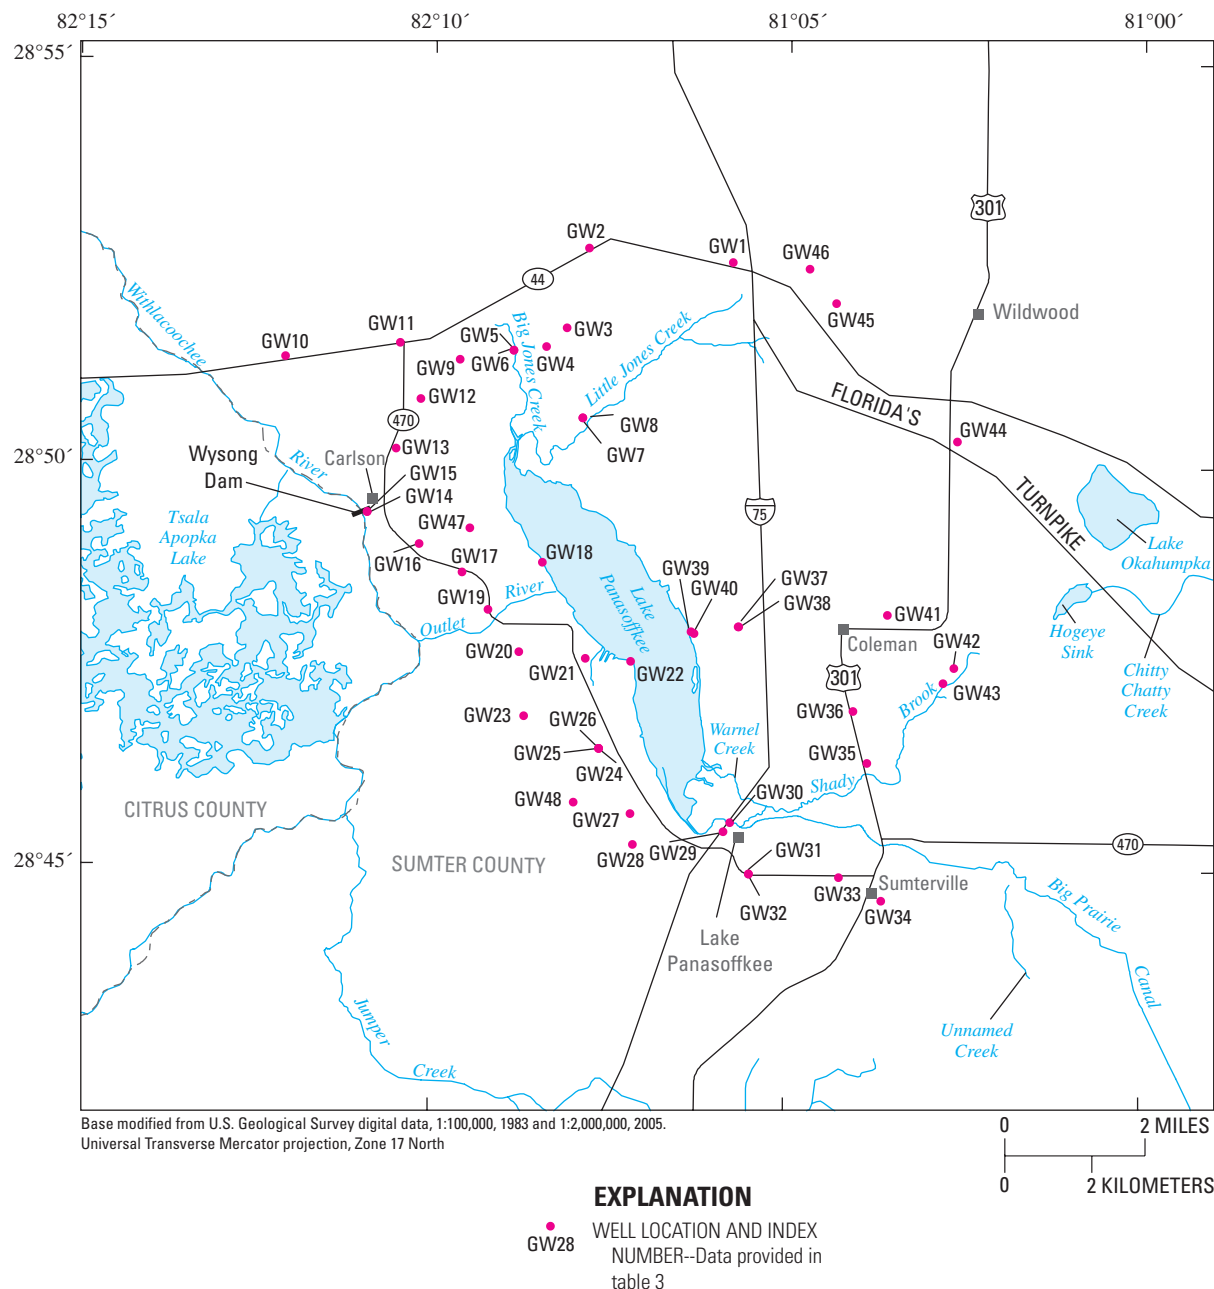 82°15´ 82°10´ 81°05´ 81°00´
28°55´
301
GW2
GW1
GW46
44
Withlacoochee
GW45
Wildwood
GW11
GW10
GW5
Big Jones Creek
GW3
Little Jones Creek
GW9
GW6
GW4
GW12
FLORIDA'S
470
GW8
GW7
GW44
GW13
28°50´
Wysong
Dam
River
Carlson
GW15
GW14
TURNPIKE
75
Tsala
Apopka
Lake
GW47
GW16
GW17
GW18
Lake
Okahumpka
GW39
GW40
GW37
GW38
Lake
Panasoffkee
GW19
River
Outlet
GW41
Coleman
Hogeye
Sink
GW20
GW21
GW22
GW42
301
GW43
Chitty
Chatty
Creek
Brook
GW23
GW26
GW36
GW25
GW24
Warnel
Creek
GW35
Shady
GW48
GW30
CITRUS COUNTY
GW27
28°45´
SUMTER COUNTY
GW28
GW29
GW31
470
GW33
Sumterville
GW32
GW34
Big Prairie
Canal
Lake
Panasoffkee
Jumper
Creek
Unnamed
Creek
Base modified from U.S. Geological Survey digital data, 1:100,000, 1983 and 1:2,000,000, 2005.
Universal Transverse Mercator projection, Zone 17 North
0 2 MILES
0 2 KILOMETERS
EXPLANATION
GW28 WELL LOCATION AND INDEX
NUMBER--Data provided in
table 3